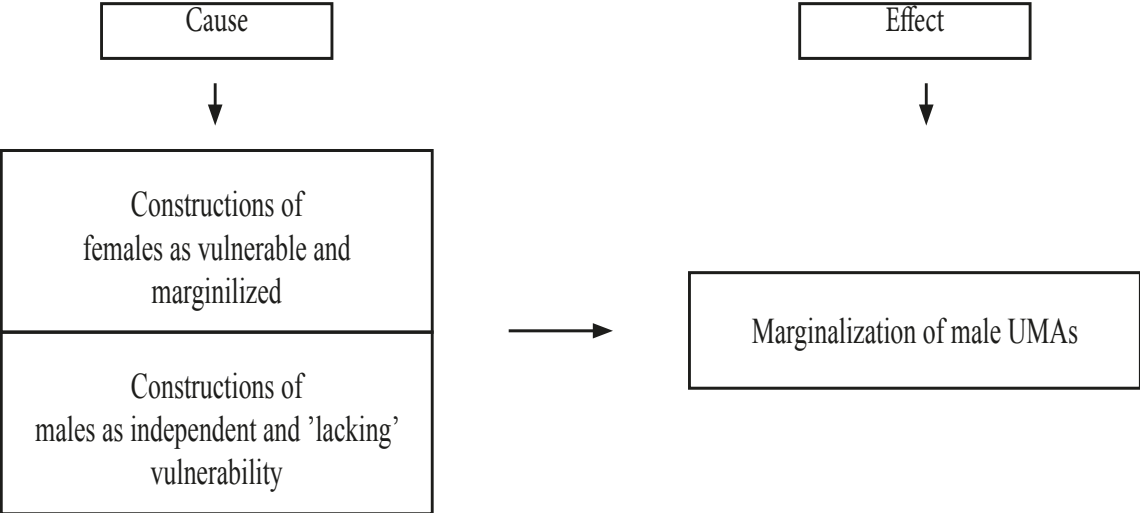 Cause
Effect
Constructions of
females as vulnerable and
marginilized
Constructions of
males as independent and ’lacking’
vulnerability
Marginalization of male UMAs